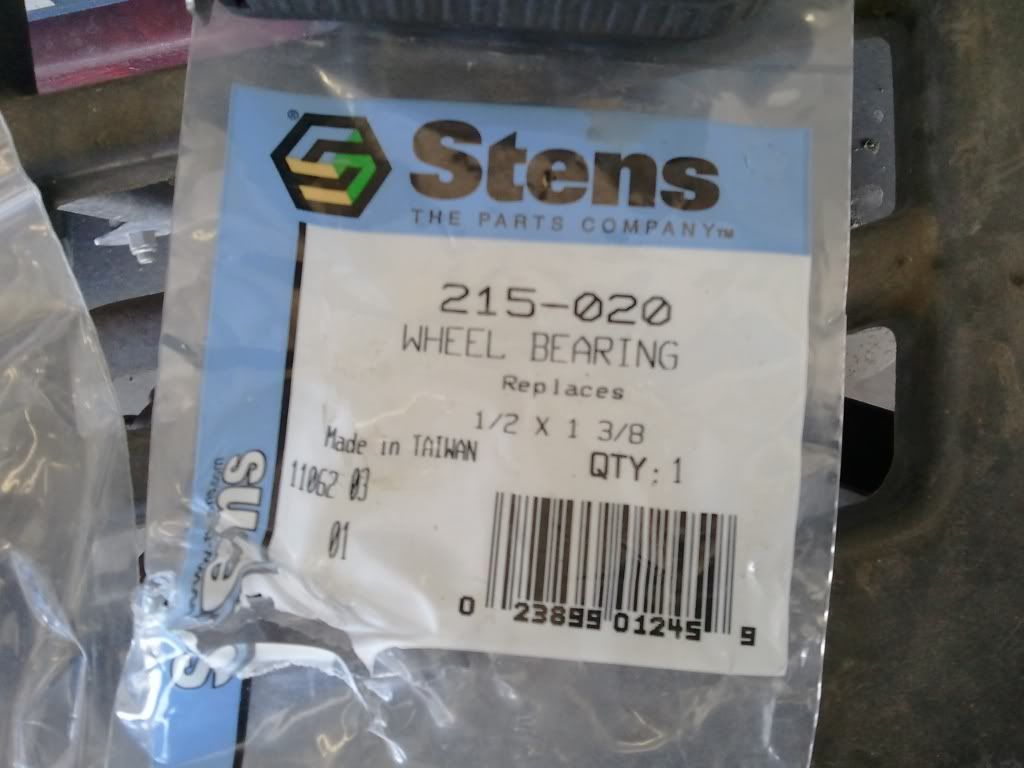 ®
Stens
THE PARTS COMPANY™
215-020
WHEEL BEARING
Replaces
1/2 X 1 3/8
Made in TAIWAN
QTY: 1
11062 03
01
0 23899 01245 9
Stens